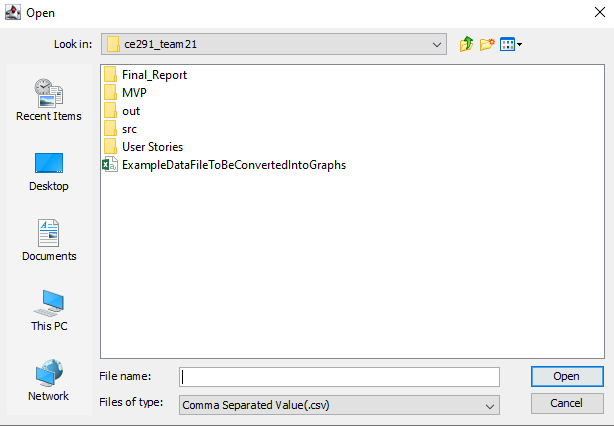 Open
Look in: ce291_team21
Recent Items
Desktop
Documents
This PC
Network
Final_Report
MVP
out
src
User Stories
ExampleDataFileToBeConvertedIntoGraphs
File name: Open
Files of type: Comma Separated Value(.csv) Cancel